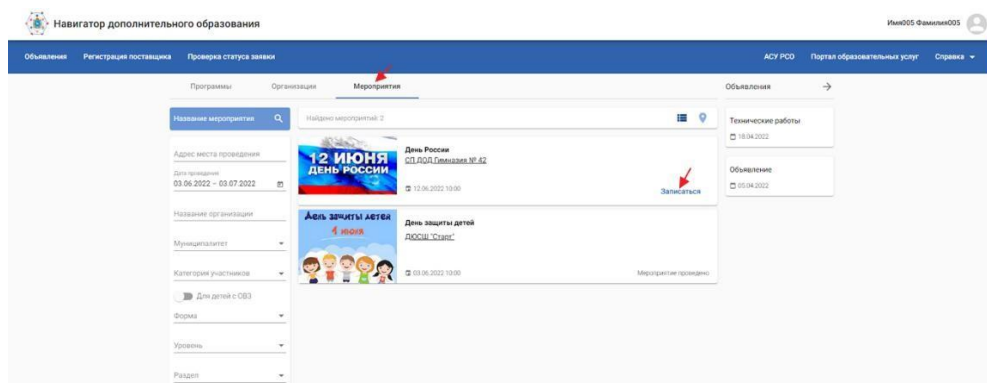 Навигатор дополнительного образования
Имя005 Фамилия005
Объявления Регистрация поставщика Проверка статуса заявки АСУ РСО Портал образовательных услуг Справка
Программы Организации Мероприятия
Название мероприятия
Адрес места проведения
Дата проведения
03.06.2022 – 03.07.2022
Название организации
Муниципалитет
Категория участников
Для детей с ОВЗ
Форма
Уровень
Раздел
Найдено мероприятий: 2
12 ИЮНЯ
ДЕНЬ РОССИИ
День России
СП ДОД Гимназия № 42
12.06.2022 10:00
Записаться
День защиты детей
4 июня
День защиты детей
ДЮСШ "Старт"
03.06.2022 10:00
Мероприятие проведено
Объявления
Технические работы
18.04.2022
Объявление
05.04.2022